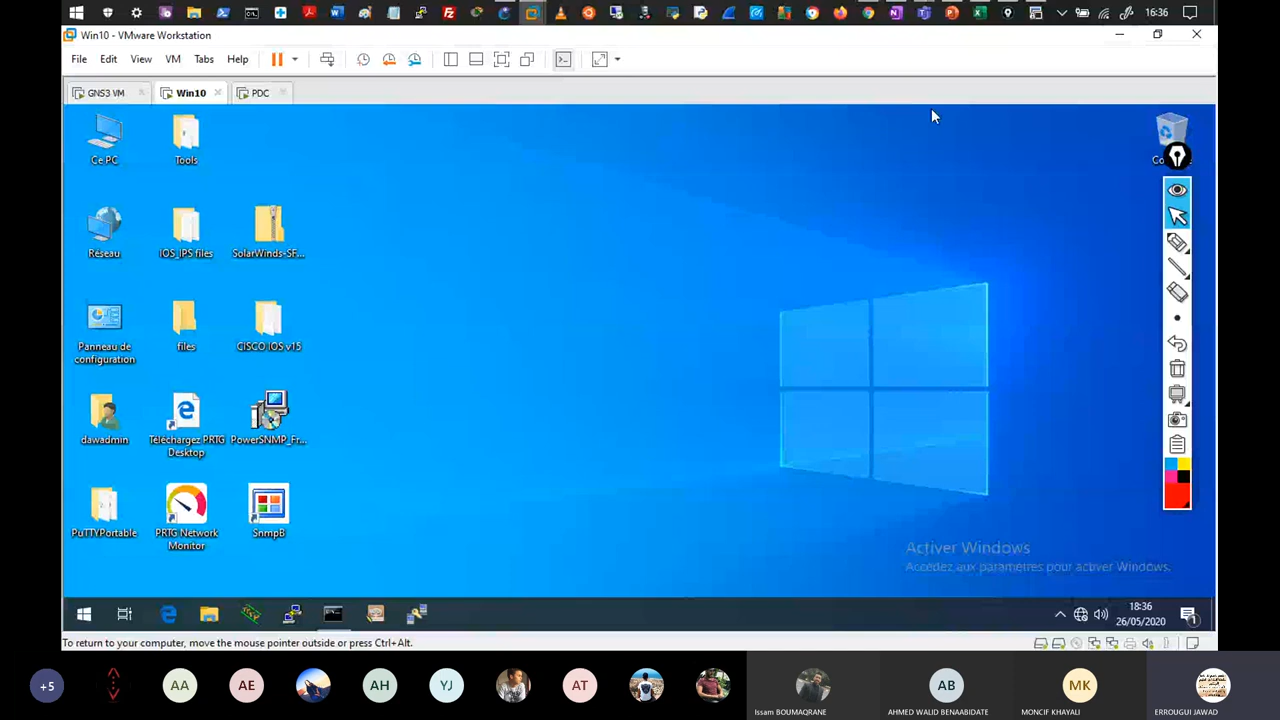 16:36
Win10 - VMware Workstation
File Edit View VM Tabs Help
GNS3 VM Win10 PDC
Ce PC
Tools
Réseau
iOS_IPS files
SolarWinds-SF...
Panneau de
configuration
files
CISCO IOS v15
dawadmin
Téléchargez PRTG
Desktop
PowerSNMP_Fr...
PuTTYPortable
PRTG Network
Monitor
SnmpB
Activer Windows
Accédez aux paramètres pour activer Windows.
18:36
26/05/2020
To return to your computer, move the mouse pointer outside or press Ctrl+Alt.
+5 AA AE AH YJ AT AB MK
Issam BOUMAQRANE AHMED WALID BENAABIDATE MONCIF KHAYALI ERROUGUI JAWAD